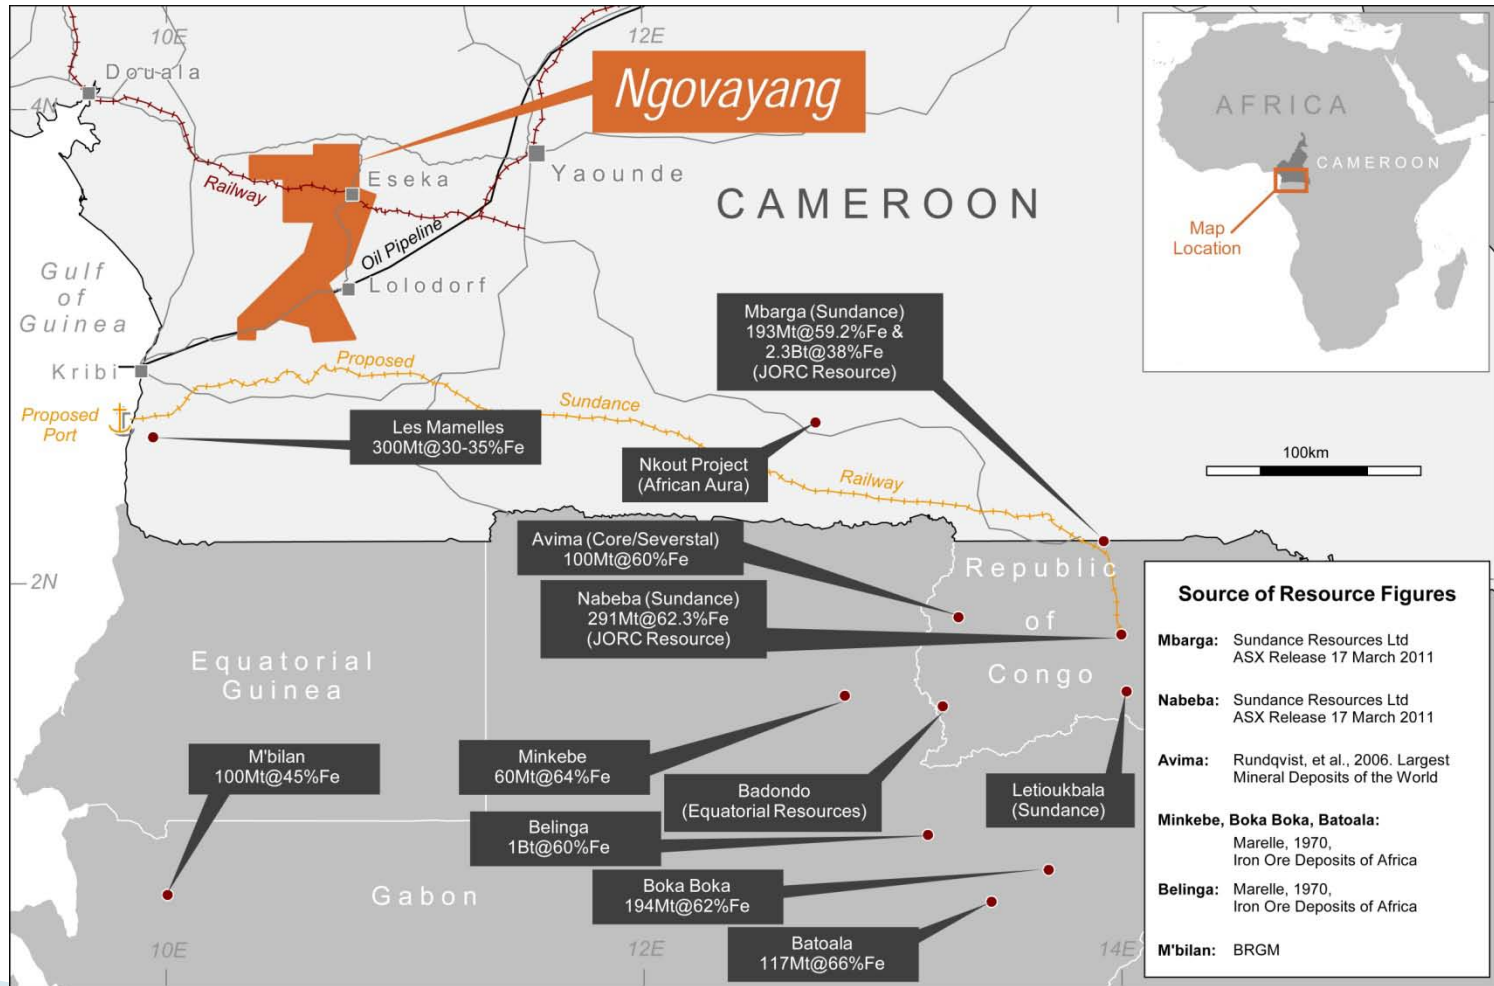 10E
12E
Douala
4N
Ngovayang
Eseka
Railway
Yaounde
CAMEROON
Oil Pipeline
Lolodorf
Gulf
of
Guinea
Kribi
Proposed
Port
Proposed
Sundance
Railway
AFRICA
CAMEROON
Map
Location
Mbarga (Sundance)
193Mt@59.2%Fe &
2.3Bt@38%Fe
(JORC Resource)
Les Mamelles
300Mt@30-35%Fe
Nkout Project
(African Aura)
100km
2N
Avima (Core/Severstal)
100Mt@60%Fe
Nabeba (Sundance)
291Mt@62.3%Fe
(JORC Resource)
Republic
of
Congo
Equatorial
Guinea
M'bilan
100Mt@45%Fe
Minkebe
60Mt@64%Fe
Badondo
(Equatorial Resources)
Letioukbala
(Sundance)
Belinga
1Bt@60%Fe
Gabon
Boka Boka
194Mt@62%Fe
Batoala
117Mt@66%Fe
10E
12E
14E
Source of Resource Figures
Mbarga: Sundance Resources Ltd
ASX Release 17 March 2011
Nabeba: Sundance Resources Ltd
ASX Release 17 March 2011
Avima: Rundqvist, et al., 2006. Largest
Mineral Deposits of the World
Minkebe, Boka Boka, Batoala:
Marelle, 1970,
Iron Ore Deposits of Africa
Belinga: Marelle, 1970,
Iron Ore Deposits of Africa
M'bilan: BRGM